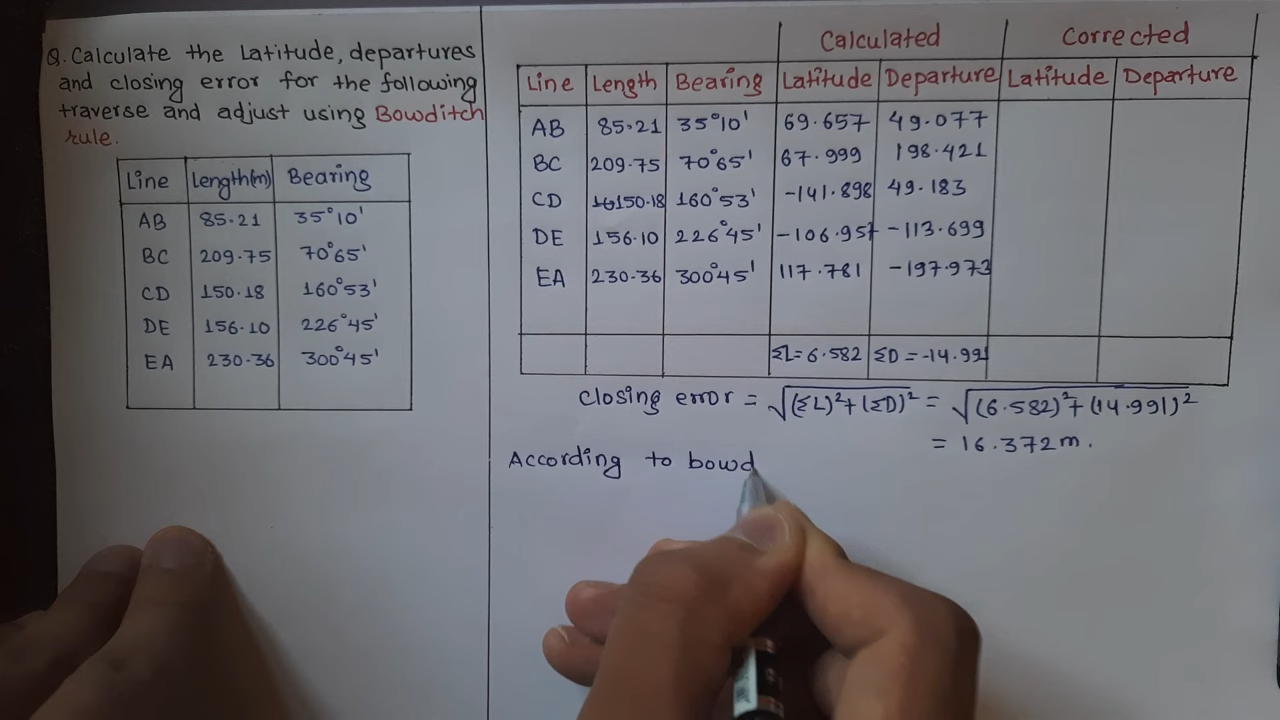 Q. Calculate the Latitude, departures
and closing error for the following
traverse and adjust using Bowditch
rule.
Line Length(m) Bearing
AB 85.21 35°10'
BC 209.75 70°65'
CD 150.18 160°53'
DE 156.10 226°45'
EA 230.36 300°45'
Calculated Corrected
Line Length Bearing Latitude Departure Latitude Departure
AB 85.21 35°10' 69.657 49.077
BC 209.75 70°65' 67.999 198.421
CD 150.18 160°53' -141.898 49.183
DE 156.10 226°45' -106.957 -113.699
EA 230.36 300°45' 117.781 -197.973
ΣL=6.582 ΣD=-14.991
Closing error = √(ΣL)²+(ΣD)² = √(6.582)²+(14.991)²
= 16.372m.
According to bowd